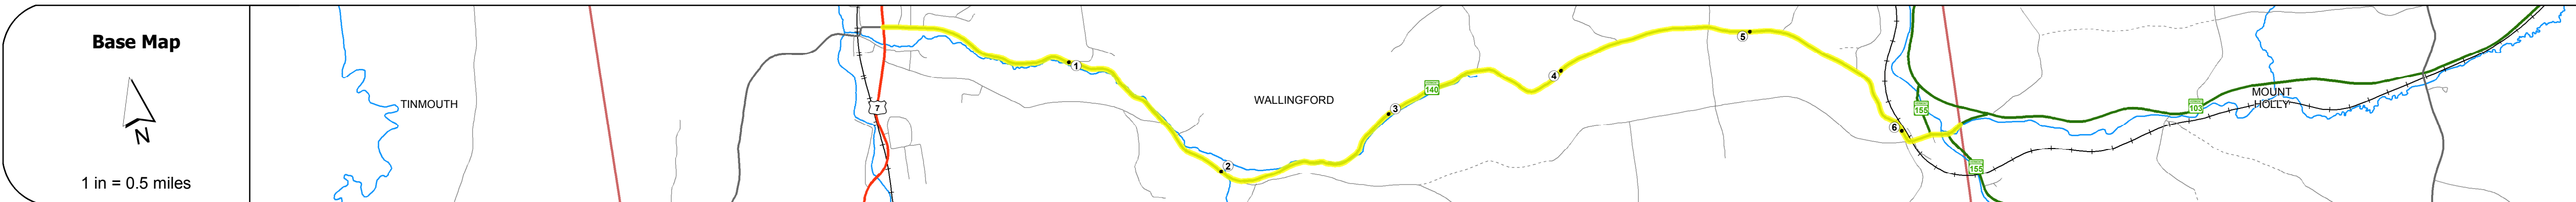 Base Map
N
1 in = 0.5 miles
TINMOUTH
7
1
2
WALLINGFORD
3
140
4
5
6
155
155
103
MOUNT
HOLLY